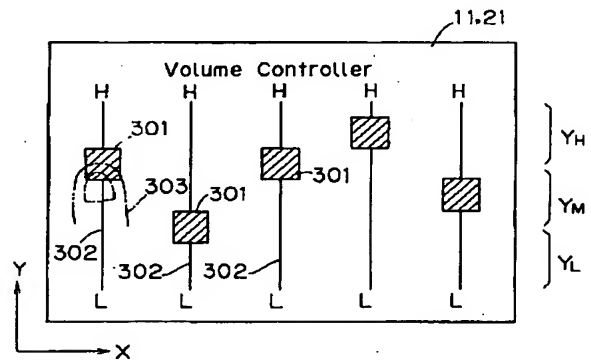 11.21
Volume Controller
H H H H H
301
303
301
301
302
302
302
L L L L L
YH
YM
YL
Y
X